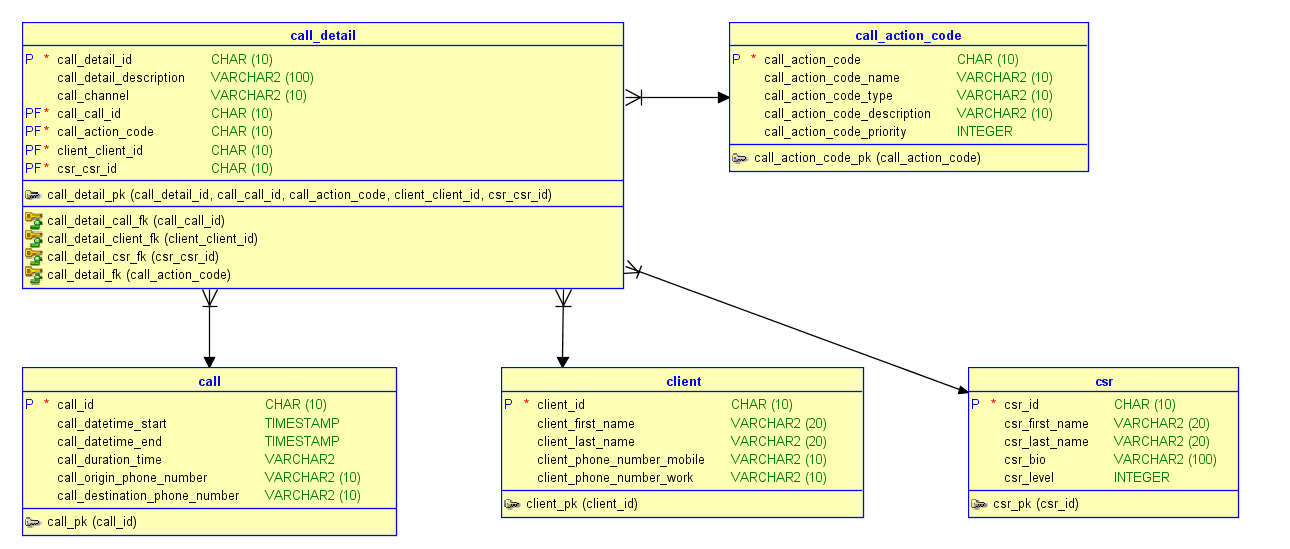 call_detail
P * call_detail_id CHAR (10)
call_detail_description VARCHAR2 (100)
call_channel VARCHAR2 (10)
PF * call_call_id CHAR (10)
PF * call_action_code CHAR (10)
PF * client_client_id CHAR (10)
PF * csr_csr_id CHAR (10)
call_detail_pk (call_detail_id, call_call_id, call_action_code, client_client_id, csr_csr_id)
call_detail_call_fk (call_call_id)
call_detail_client_fk (client_client_id)
call_detail_csr_fk (csr_csr_id)
call_detail_fk (call_action_code)
call_action_code
P * call_action_code CHAR (10)
call_action_code_name VARCHAR2 (10)
call_action_code_type VARCHAR2 (10)
call_action_code_description VARCHAR2 (10)
call_action_code_priority INTEGER
call_action_code_pk (call_action_code)
call
P * call_id CHAR (10)
call_datetime_start TIMESTAMP
call_datetime_end TIMESTAMP
call_duration_time VARCHAR2
call_origin_phone_number VARCHAR2 (10)
call_destination_phone_number VARCHAR2 (10)
call_pk (call_id)
client
P * client_id CHAR (10)
client_first_name VARCHAR2 (20)
client_last_name VARCHAR2 (20)
client_phone_number_mobile VARCHAR2 (10)
client_phone_number_work VARCHAR2 (10)
client_pk (client_id)
csr
P * csr_id CHAR (10)
csr_first_name VARCHAR2 (20)
csr_last_name VARCHAR2 (20)
csr_bio VARCHAR2 (100)
csr_level INTEGER
csr_pk (csr_id)